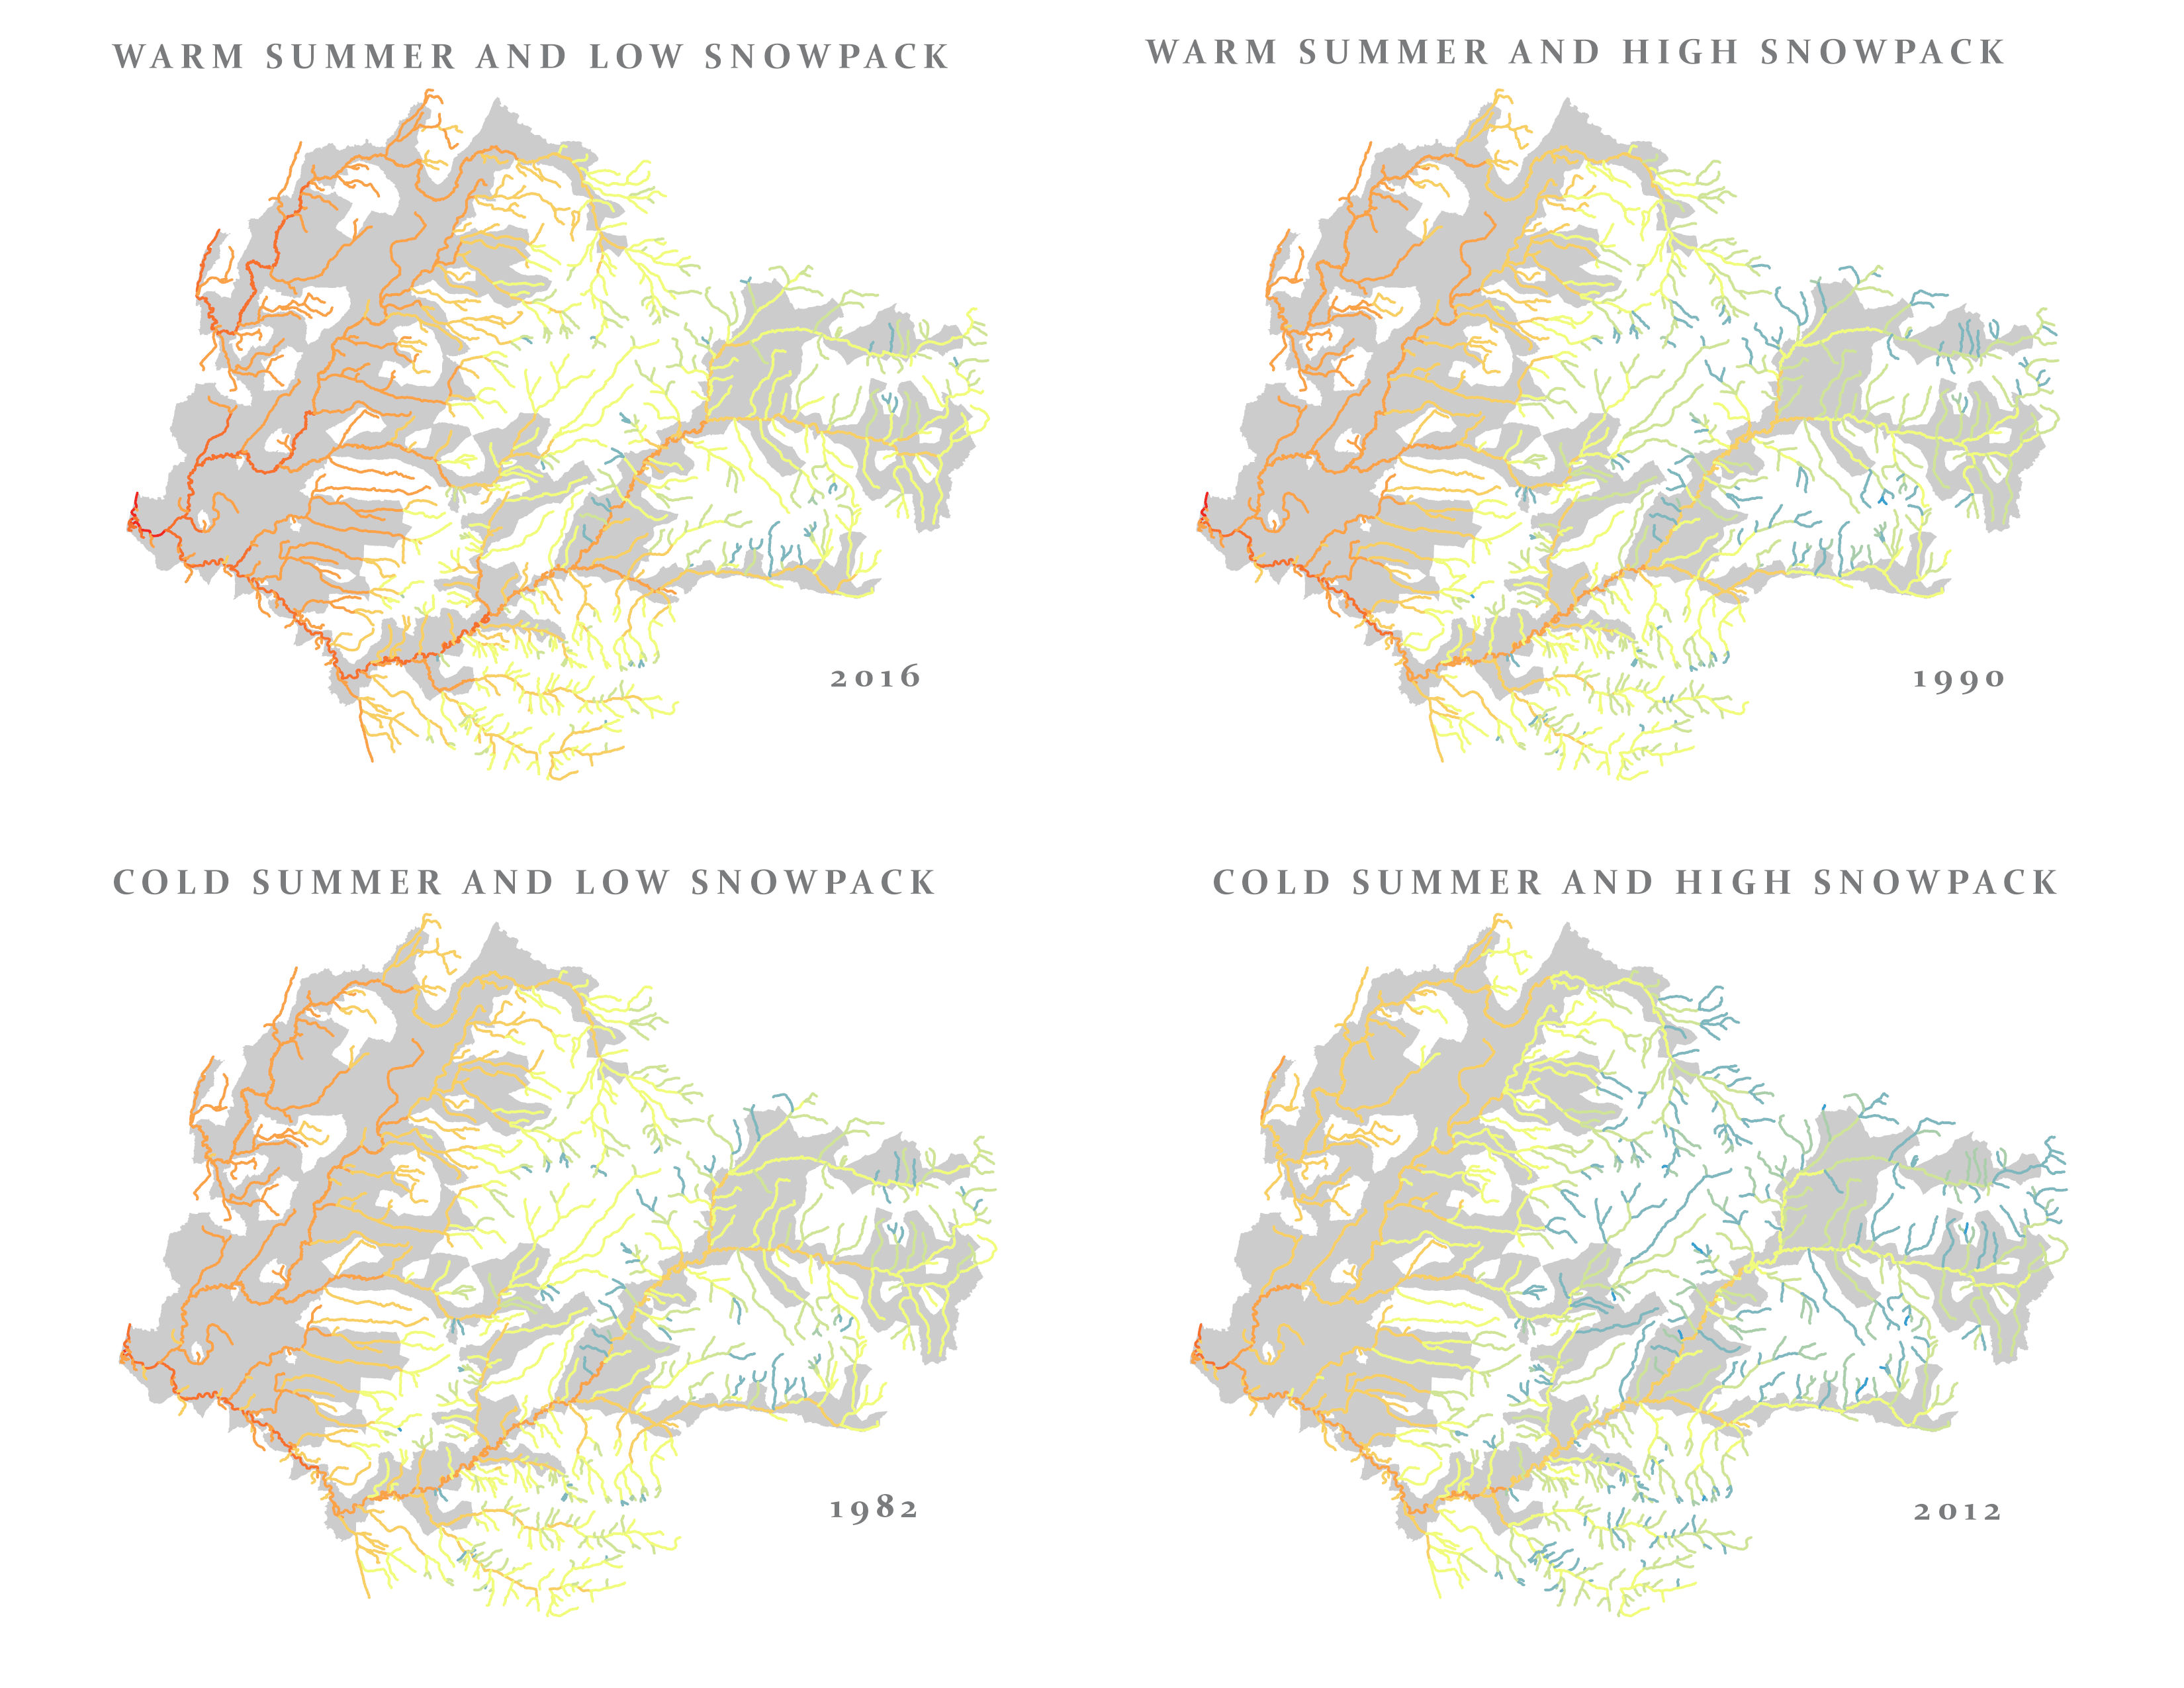 WARM SUMMER AND LOW SNOWPACK
WARM SUMMER AND HIGH SNOWPACK
2016
1990
COLD SUMMER AND LOW SNOWPACK
COLD SUMMER AND HIGH SNOWPACK
1982
2012